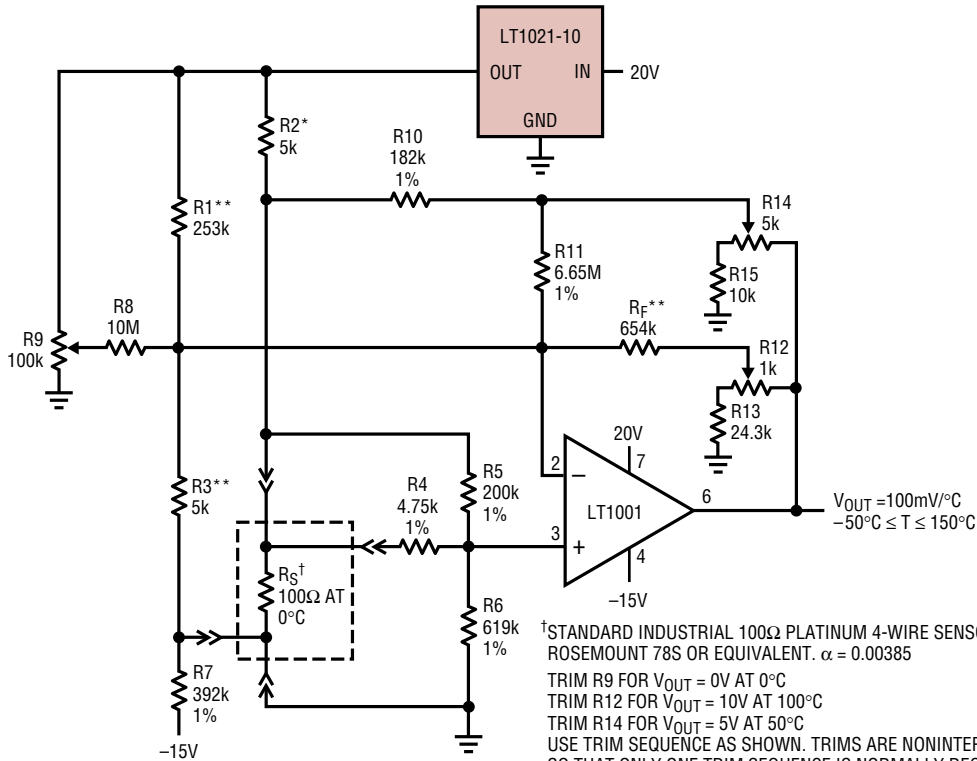 LT1021-10
OUT
IN
20V
GND
R2*
5k
R10
182k
1%
R14
5k
R1**
253k
R11
6.65M
1%
R15
10k
R8
10M
R9
100k
RF**
654k
R12
1k
R13
24.3k
R3**
5k
R4
4.75k
1%
R5
200k
1%
20V
7
2
–
LT1001
6
3
+
4
–15V
VOUT =100mV/°C
–50°C ≤ T ≤ 150°C
RS†
100Ω AT
0°C
R6
619k
1%
R7
392k
1%
–15V
†STANDARD INDUSTRIAL 100Ω PLATINUM 4-WIRE
ROSEMOUNT 78S OR EQUIVALENT. α = 0.00385
TRIM R9 FOR VOUT = 0V AT 0°C
TRIM R12 FOR VOUT = 10V AT 100°C
TRIM R14 FOR VOUT = 5V AT 50°C
USE TRIM SEQUENCE AS SHOWN. TRIMS ARE